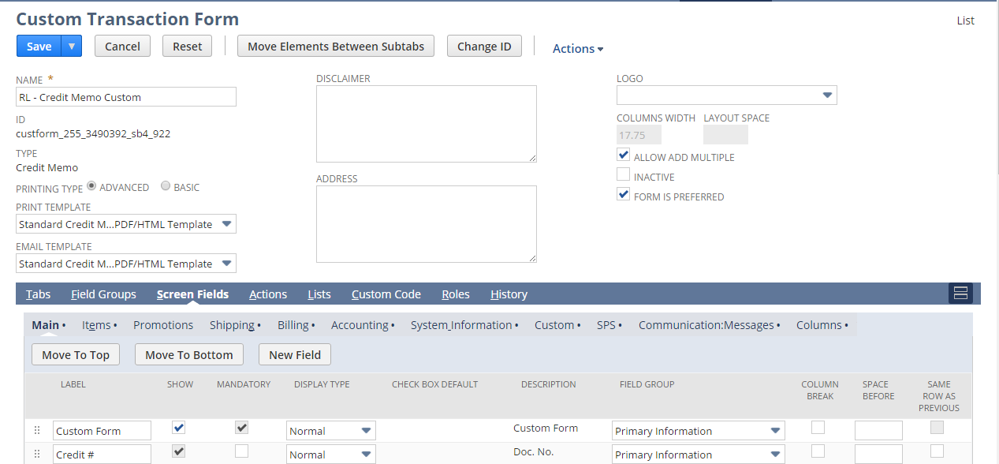 Custom Transaction Form
List
Save Cancel Reset Move Elements Between Subtabs Change ID Actions
NAME *
RL - Credit Memo Custom
ID
custform_255_3490392_sb4_922
TYPE
Credit Memo
PRINTING TYPE ADVANCED BASIC
PRINT TEMPLATE
Standard Credit M...PDF/HTML Template
EMAIL TEMPLATE
Standard Credit M...PDF/HTML Template
DISCLAIMER
ADDRESS
LOGO
COLUMNS WIDTH LAYOUT SPACE
17.75
ALLOW ADD MULTIPLE
INACTIVE
FORM IS PREFERRED
Tabs Field Groups Screen Fields Actions Lists Custom Code Roles History
Main • Items • Promotions Shipping • Billing • Accounting • System Information • Custom • SPS • Communication:Messages • Columns •
Move To Top Move To Bottom New Field
LABEL SHOW MANDATORY DISPLAY TYPE CHECK BOX DEFAULT DESCRIPTION FIELD GROUP COLUMN BREAK SPACE BEFORE SAME ROW AS PREVIOUS
Custom Form Normal Custom Form Primary Information
Credit # Normal Doc. No. Primary Information